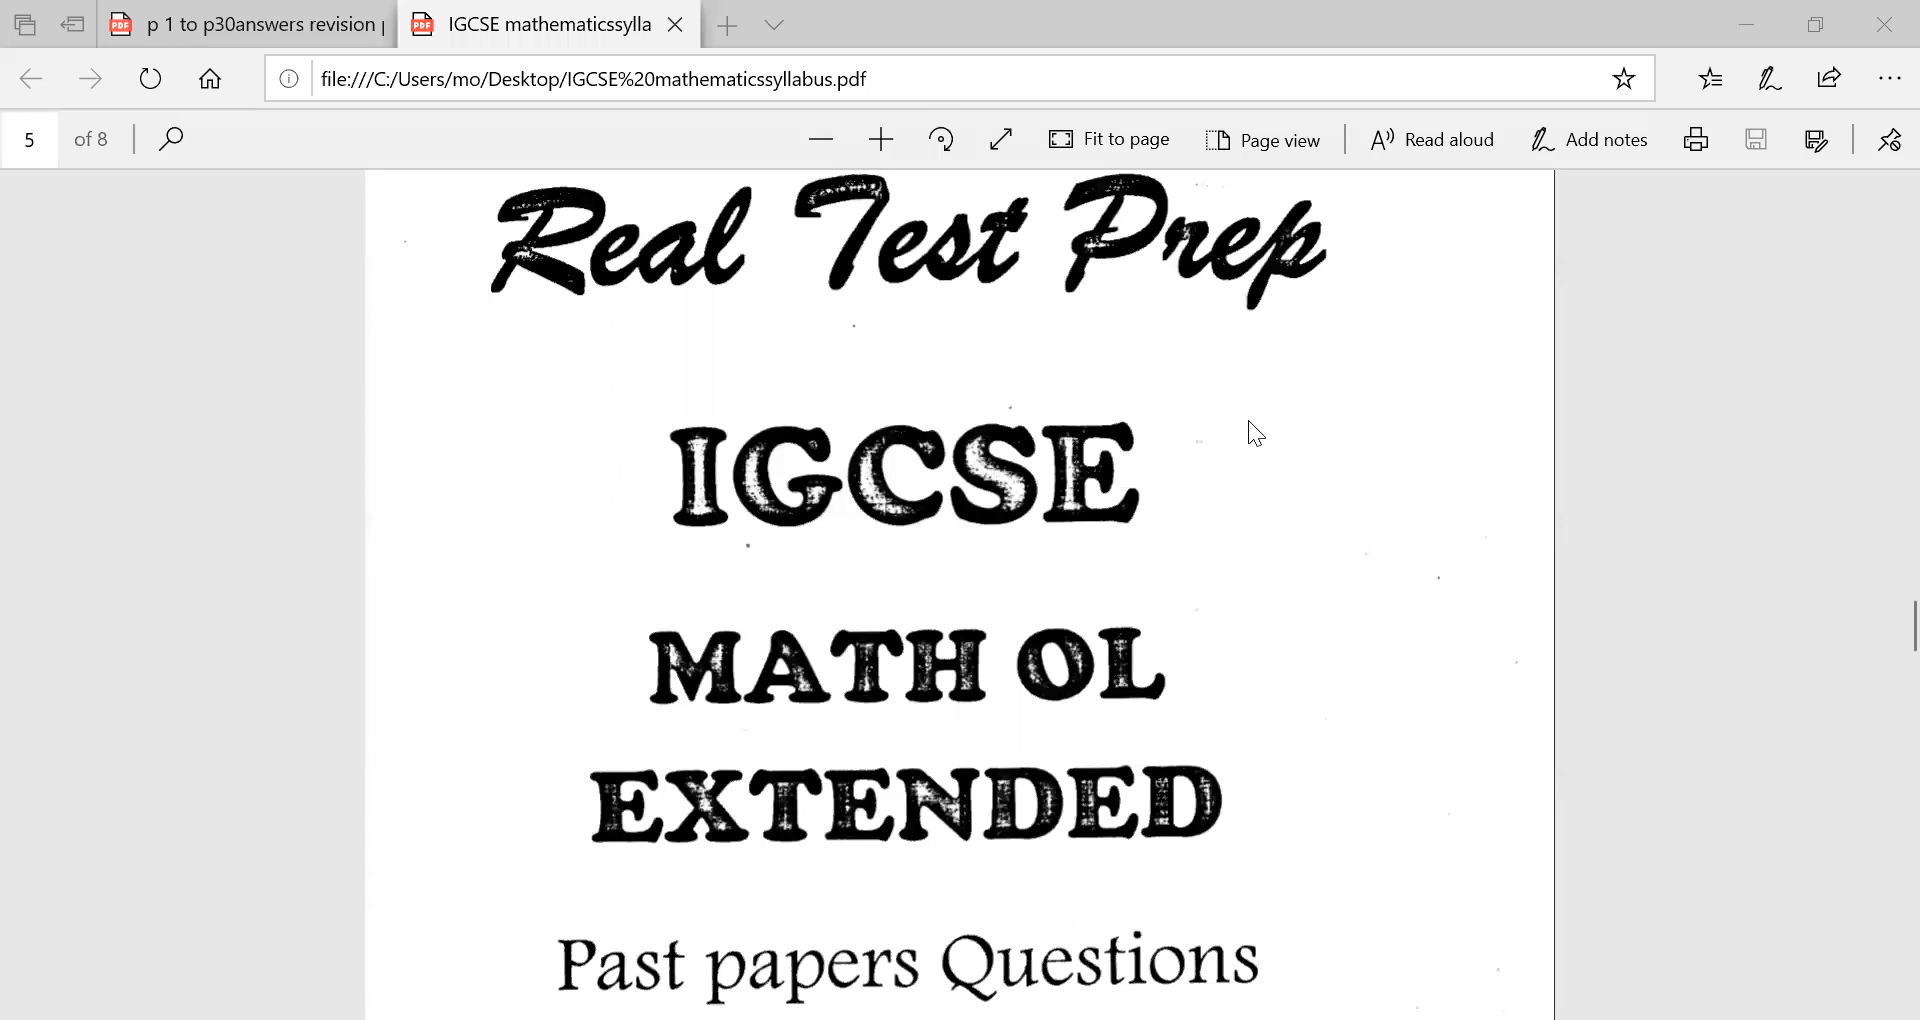 p 1 to p30answers revision p
IGCSE mathematicssylla
file:///C:/Users/mo/Desktop/IGCSE%20mathematicssyllabus.pdf
5 of 8
Fit to page
Page view
Read aloud
Add notes
Real Test Prep
IGCSE
MATH OL
EXTENDED
Past papers Questions